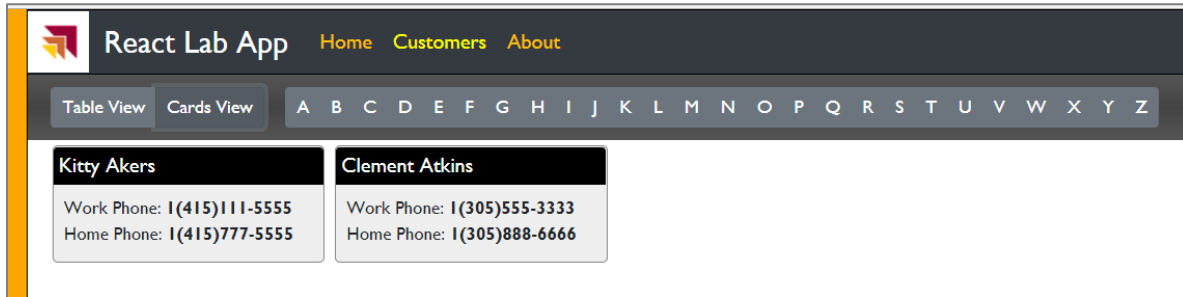 React Lab App Home Customers About
Table View Cards View A B C D E F G H I J K L M N O P Q R S T U V W X Y Z
Kitty Akers Clement Atkins
Work Phone: 1(415)111-5555 Work Phone: 1(305)555-3333
Home Phone: 1(415)777-5555 Home Phone: 1(305)888-6666